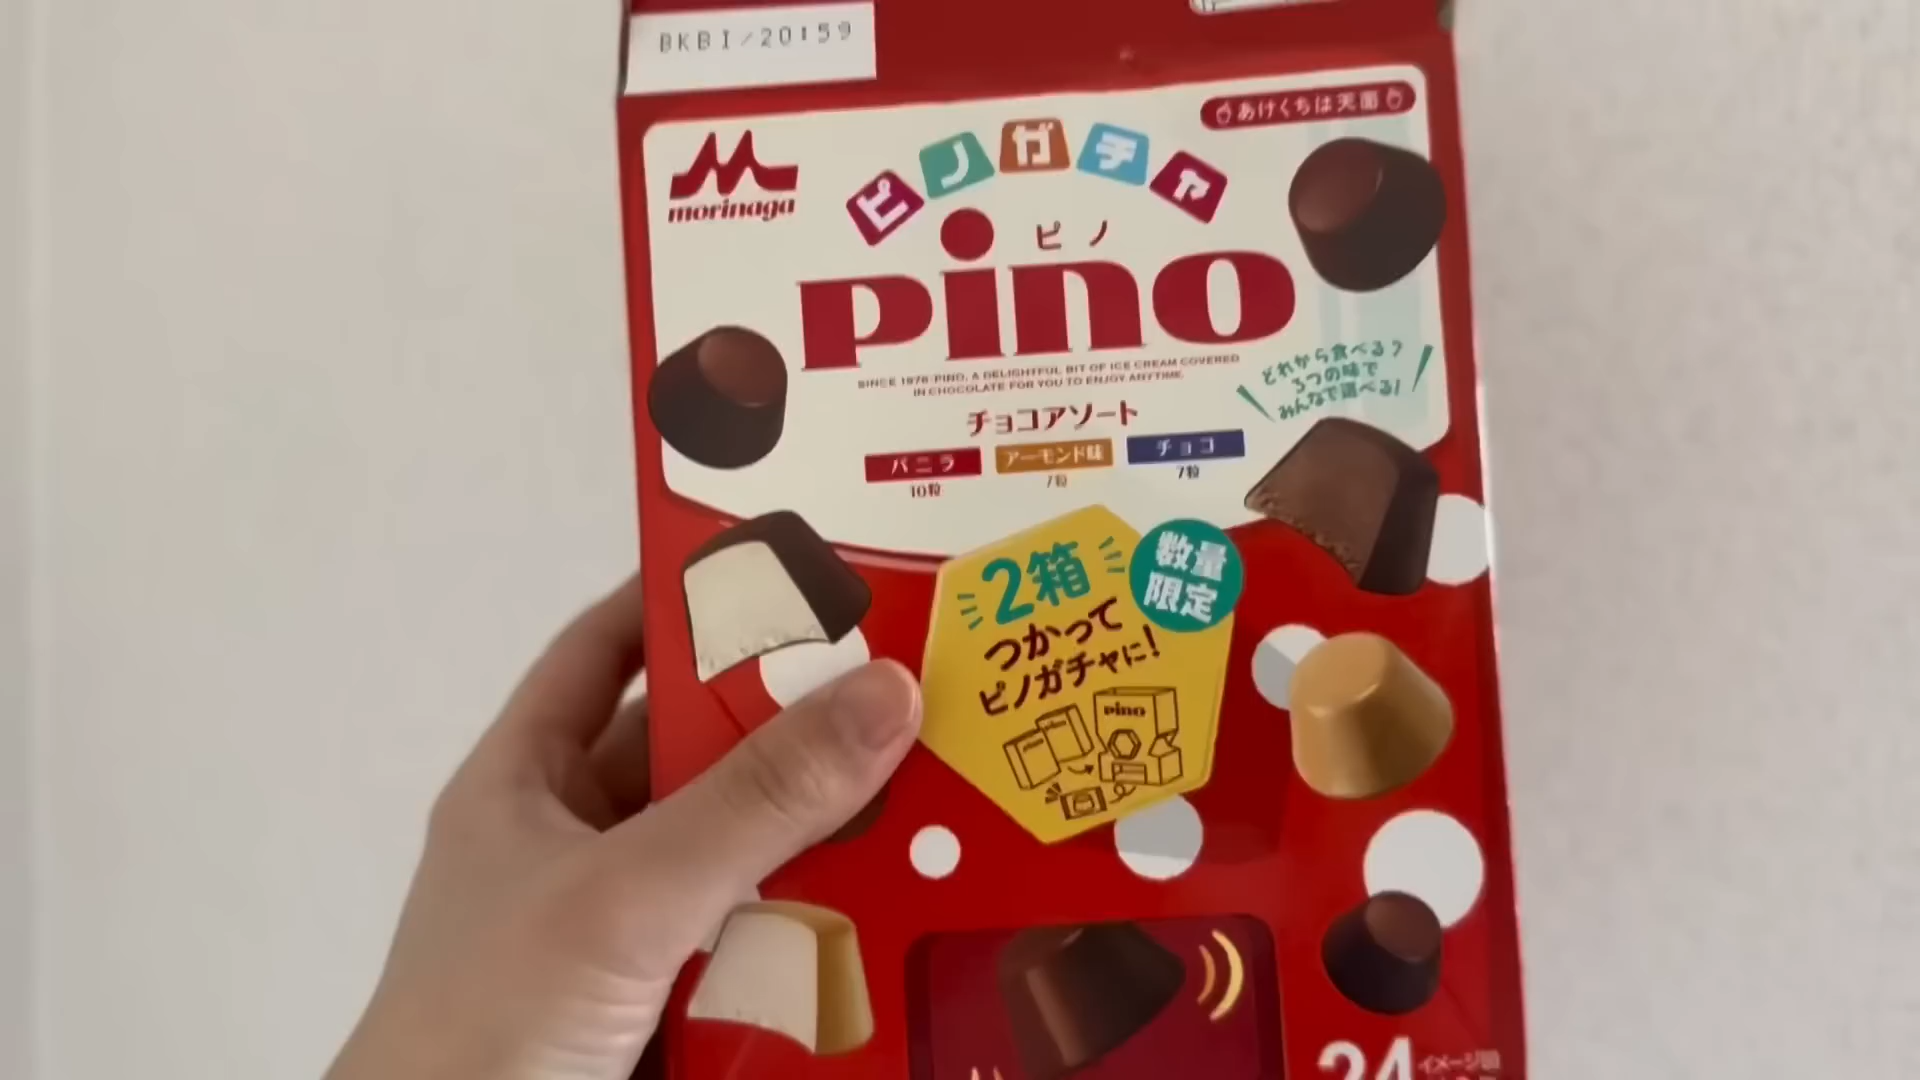 BKBI/20:59
あけくちは天面
morinaga
ピノガチャ
ピノ
pino
SINCE 1976 PINO, A DELIGHTFUL BIT OF ICE CREAM COVERED
IN CHOCOLATE FOR YOU TO ENJOY ANYTIME.
どれから食べる?
3つの味で
みんなで選べる!
チョコアソート
バニラ アーモンド味 チョコ
10粒 7粒 7粒
2箱
つかって
ピノガチャに!
数量
限定
pino
24
イメージ図